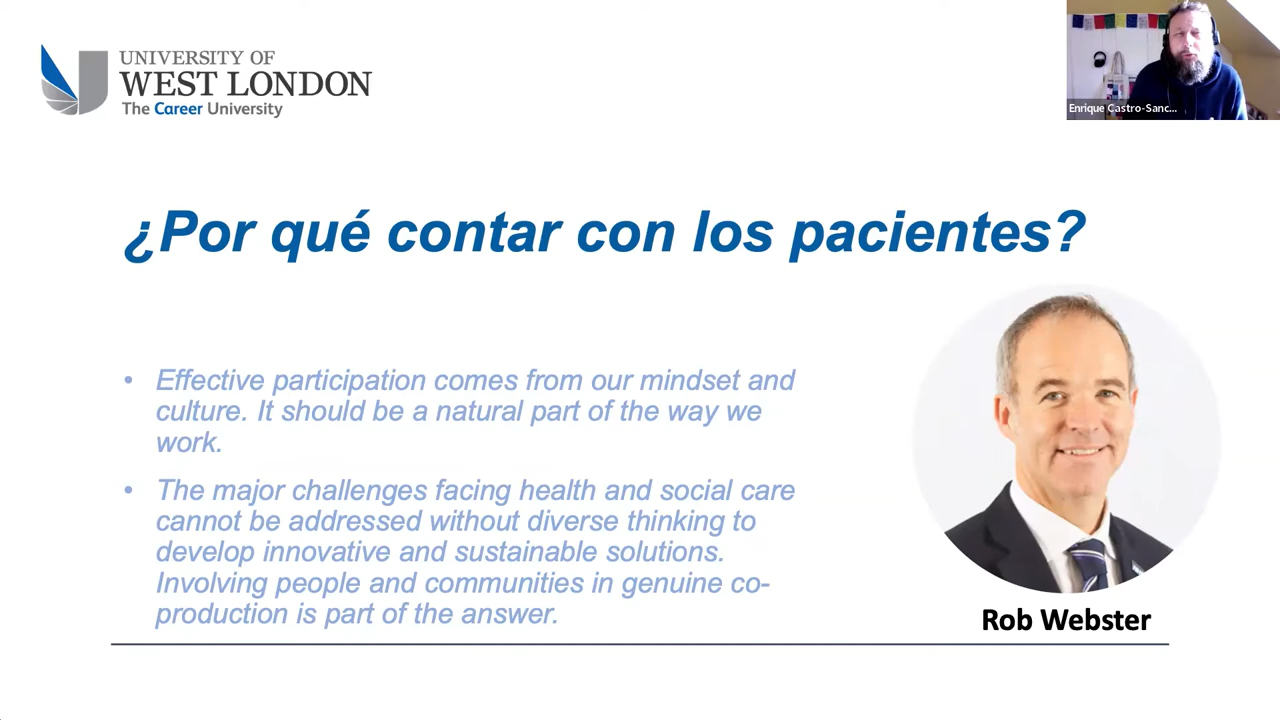 UNIVERSITY OF
WEST LONDON
The Career University
Enrique Castro-Sanc...
¿Por qué contar con los pacientes?
• Effective participation comes from our mindset and
culture. It should be a natural part of the way we
work.
• The major challenges facing health and social care
cannot be addressed without diverse thinking to
develop innovative and sustainable solutions.
Involving people and communities in genuine co-
production is part of the answer.
Rob Webster